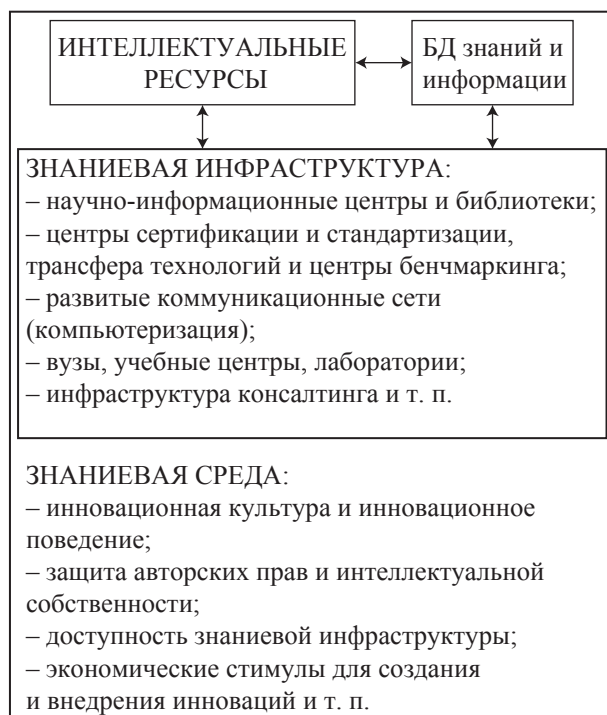 ИНТЕЛЛЕКТУАЛЬНЫЕ
РЕСУРСЫ
БД знаний и
информации
ЗНАНИЕВАЯ ИНФРАСТРУКТУРА:
– научно-информационные центры и библиотеки;
– центры сертификации и стандартизации,
трансфера технологий и центры бенчмаркинга;
– развитые коммуникационные сети
(компьютеризация);
– вузы, учебные центры, лаборатории;
– инфраструктура консалтинга и т. п.
ЗНАНИЕВАЯ СРЕДА:
– инновационная культура и инновационное
поведение;
– защита авторских прав и интеллектуальной
собственности;
– доступность знаниевой инфраструктуры;
– экономические стимулы для создания
и внедрения инноваций и т. п.